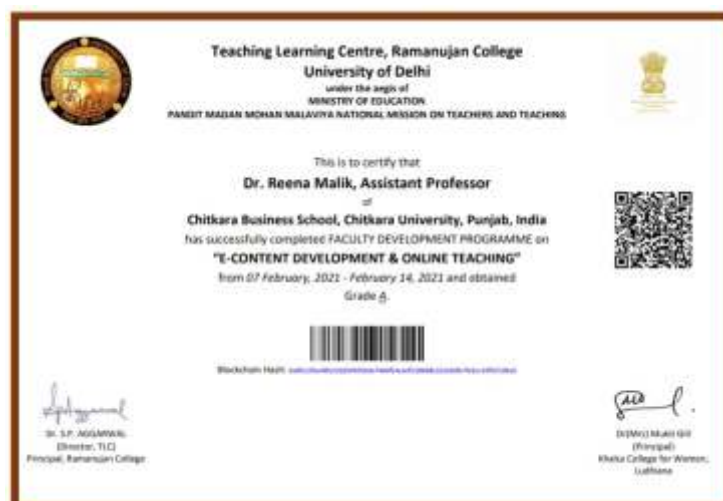 Teaching Learning Centre, Ramanujan College
University of Delhi
under the aegis of
MINISTRY OF EDUCATION
PANDIT MADAN MOHAN MALAVIYA NATIONAL MISSION ON TEACHERS AND TEACHING
This is to certify that
Dr. Reena Malik, Assistant Professor
of
Chitkara Business School, Chitkara University, Punjab, India
has successfully completed FACULTY DEVELOPMENT PROGRAMME on
"E-CONTENT DEVELOPMENT & ONLINE TEACHING"
from 07 February, 2021 - February 14, 2021 and obtained
Grade A.
Blockchain Hash:
Dr. S.P. AGGARWAL
(Director, TLC)
Principal, Ramanujan College
Dr(Mrs) Mukti Gill
(Principal)
Khalsa College for Women,
Ludhiana